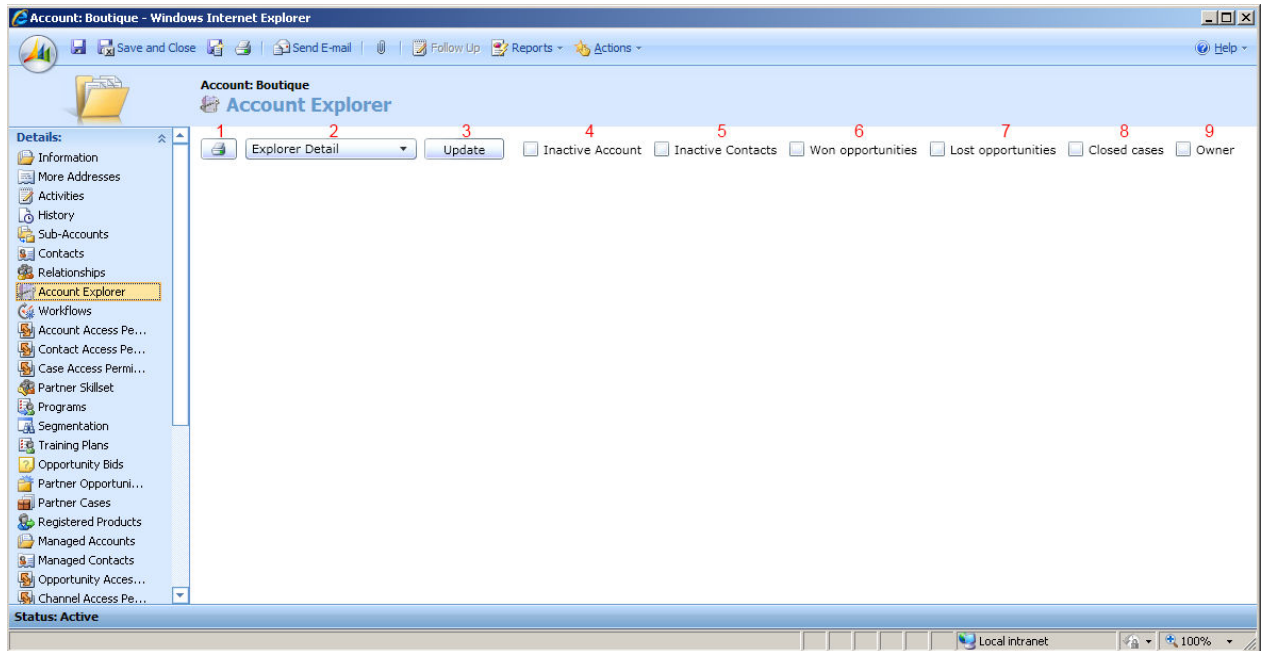 Account: Boutique - Windows Internet Explorer
Save and Close Send E-mail Follow Up Reports Actions Help
Account: Boutique
Account Explorer
Details:
1 2 3 4 5 6 7 8 9
Explorer Detail Update Inactive Account Inactive Contacts Won opportunities Lost opportunities Closed cases Owner
Information
More Addresses
Activities
History
Sub-Accounts
Contacts
Relationships
Account Explorer
Workflows
Account Access Pe...
Contact Access Pe...
Case Access Permi...
Partner Skillset
Programs
Segmentation
Training Plans
Opportunity Bids
Partner Opportuni...
Partner Cases
Registered Products
Managed Accounts
Managed Contacts
Opportunity Acces...
Channel Access Pe...
Status: Active
Local intranet 100%